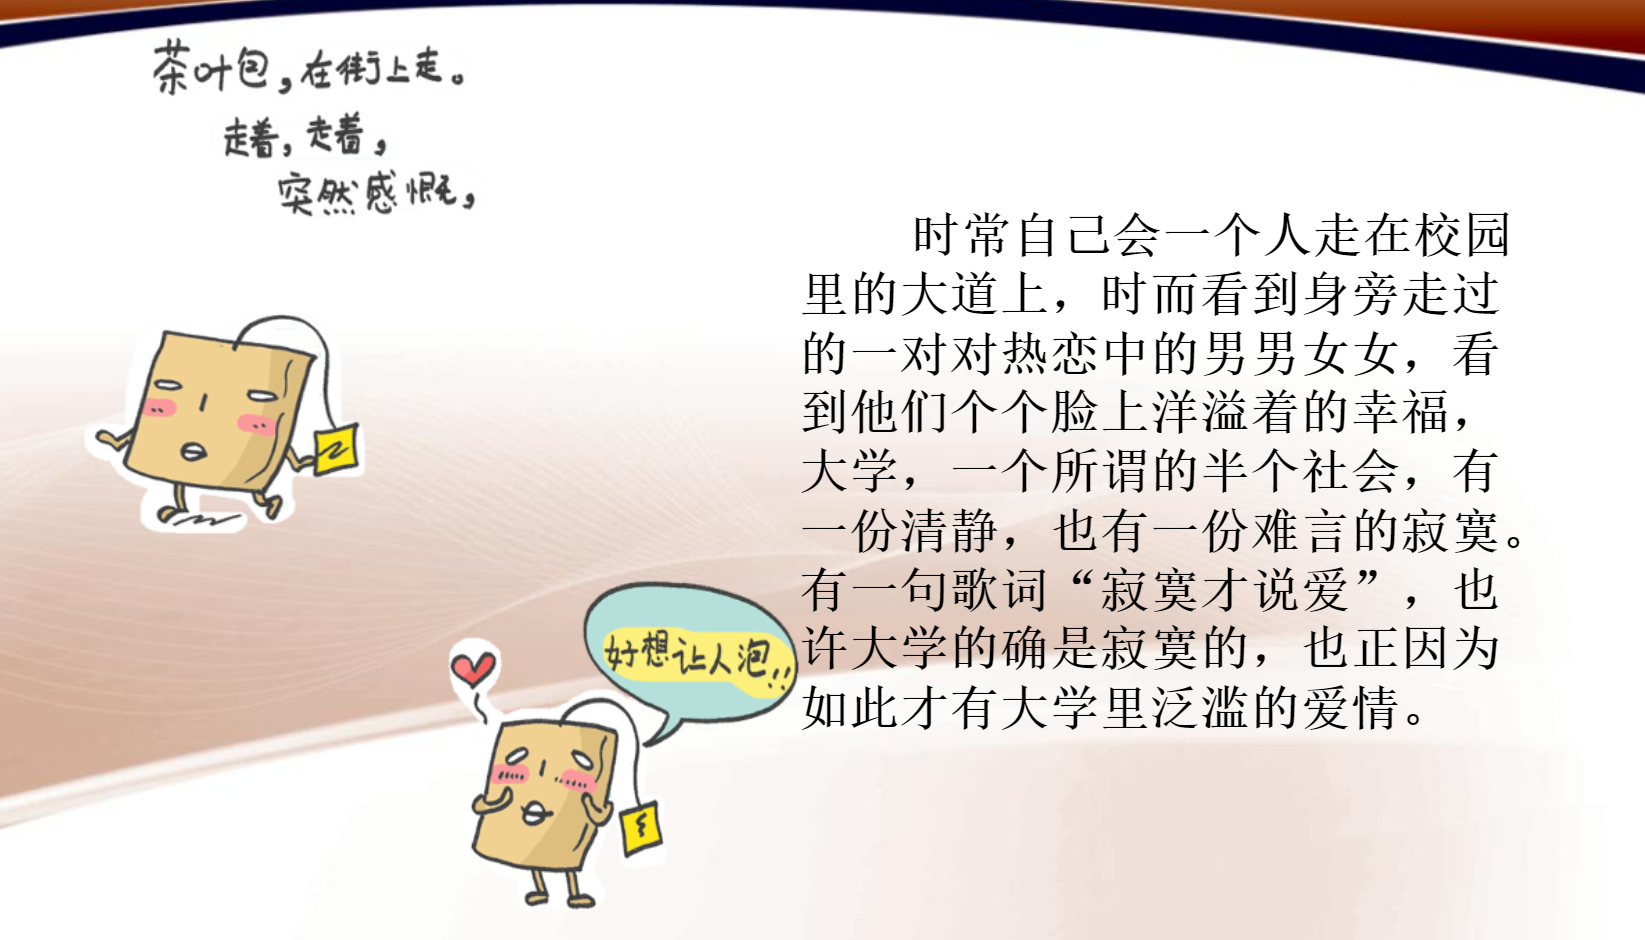 茶叶包，在街上走。
走着，走着，
突然感慨，
好想让人泡!!
时常自己会一个人走在校园
里的大道上，时而看到身旁走过
的一对对热恋中的男男女女，看
到他们个个脸上洋溢着的幸福，
大学，一个所谓的半个社会，有
一份清静，也有一份难言的寂寞。
有一句歌词“寂寞才说爱”，也
许大学的确是寂寞的，也正因为
如此才有大学里泛滥的爱情。